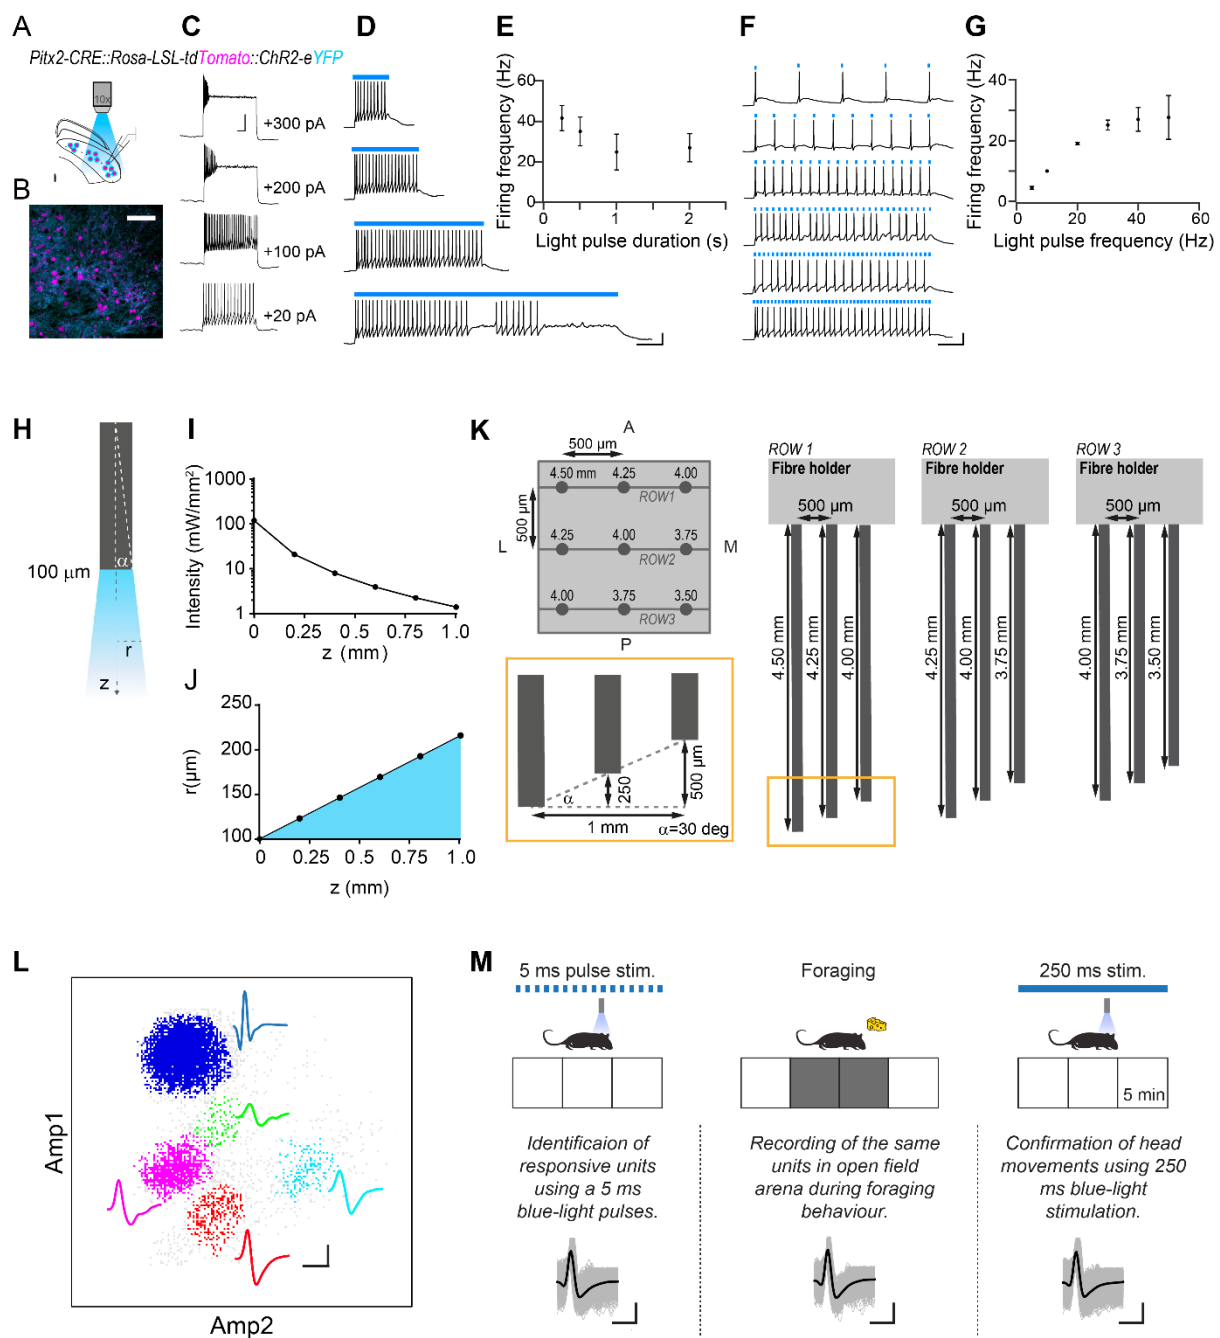 A
C
D
E
F
G
Pitx2-CRE::Rosa-LSL-tdTomato::ChR2-eYFP
10x
+300 pA
+200 pA
+100 pA
+20 pA
B
Firing frequency (Hz)
60
40
20
0
0
1
2
Light pulse duration (s)
Firing frequency (Hz)
40
20
0
0
20
40
60
Light pulse frequency (Hz)
H
100 µm
α
r
z
I
Intensity (mW/mm²)
1000
100
10
1
0
0.25
0.50
0.75
1.0
z (mm)
J
r(µm)
250
200
150
100
0
0.25
0.50
0.75
1.0
z (mm)
K
A
500 µm
4.50 mm
4.25
4.00
ROW1
500 µm
L
4.25
4.00
3.75
M
ROW2
4.00
3.75
3.50
ROW3
P
α
250
500 µm
1 mm
α=30 deg
ROW 1
Fibre holder
500 µm
4.50 mm
4.25 mm
4.00 mm
ROW 2
Fibre holder
500 µm
4.25 mm
4.00 mm
3.75 mm
ROW 3
Fibre holder
500 µm
4.00 mm
3.75 mm
3.50 mm
L
Amp1
Amp2
M
5 ms pulse stim.
Foraging
250 ms stim.
5 min
Identificaion of
responsive units
using a 5 ms
blue-light pulses.
Recording of the same
units in open field
arena during foraging
behaviour.
Confirmation of head
movements using 250
ms blue-light
stimulation.